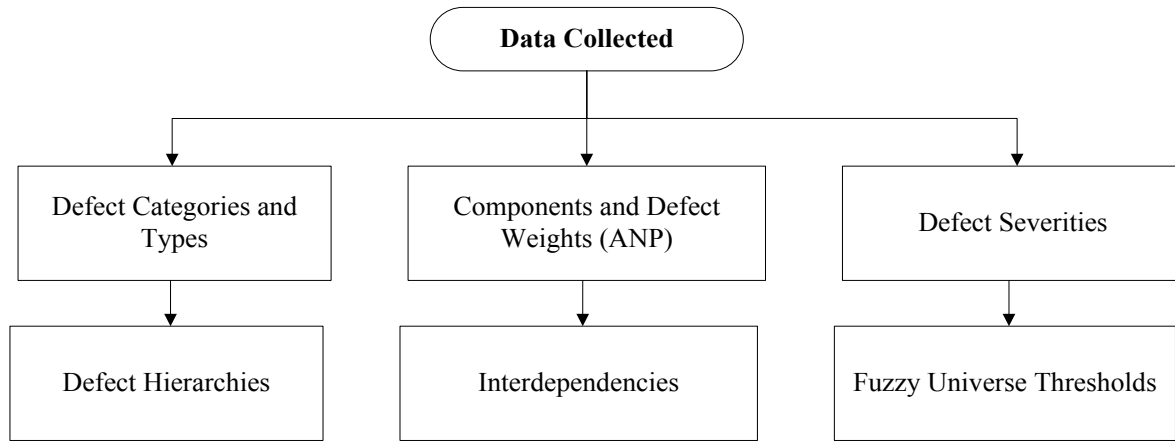 Data Collected
Defect Categories and
Types
Components and Defect
Weights (ANP)
Defect Severities
Defect Hierarchies
Interdependencies
Fuzzy Universe Thresholds